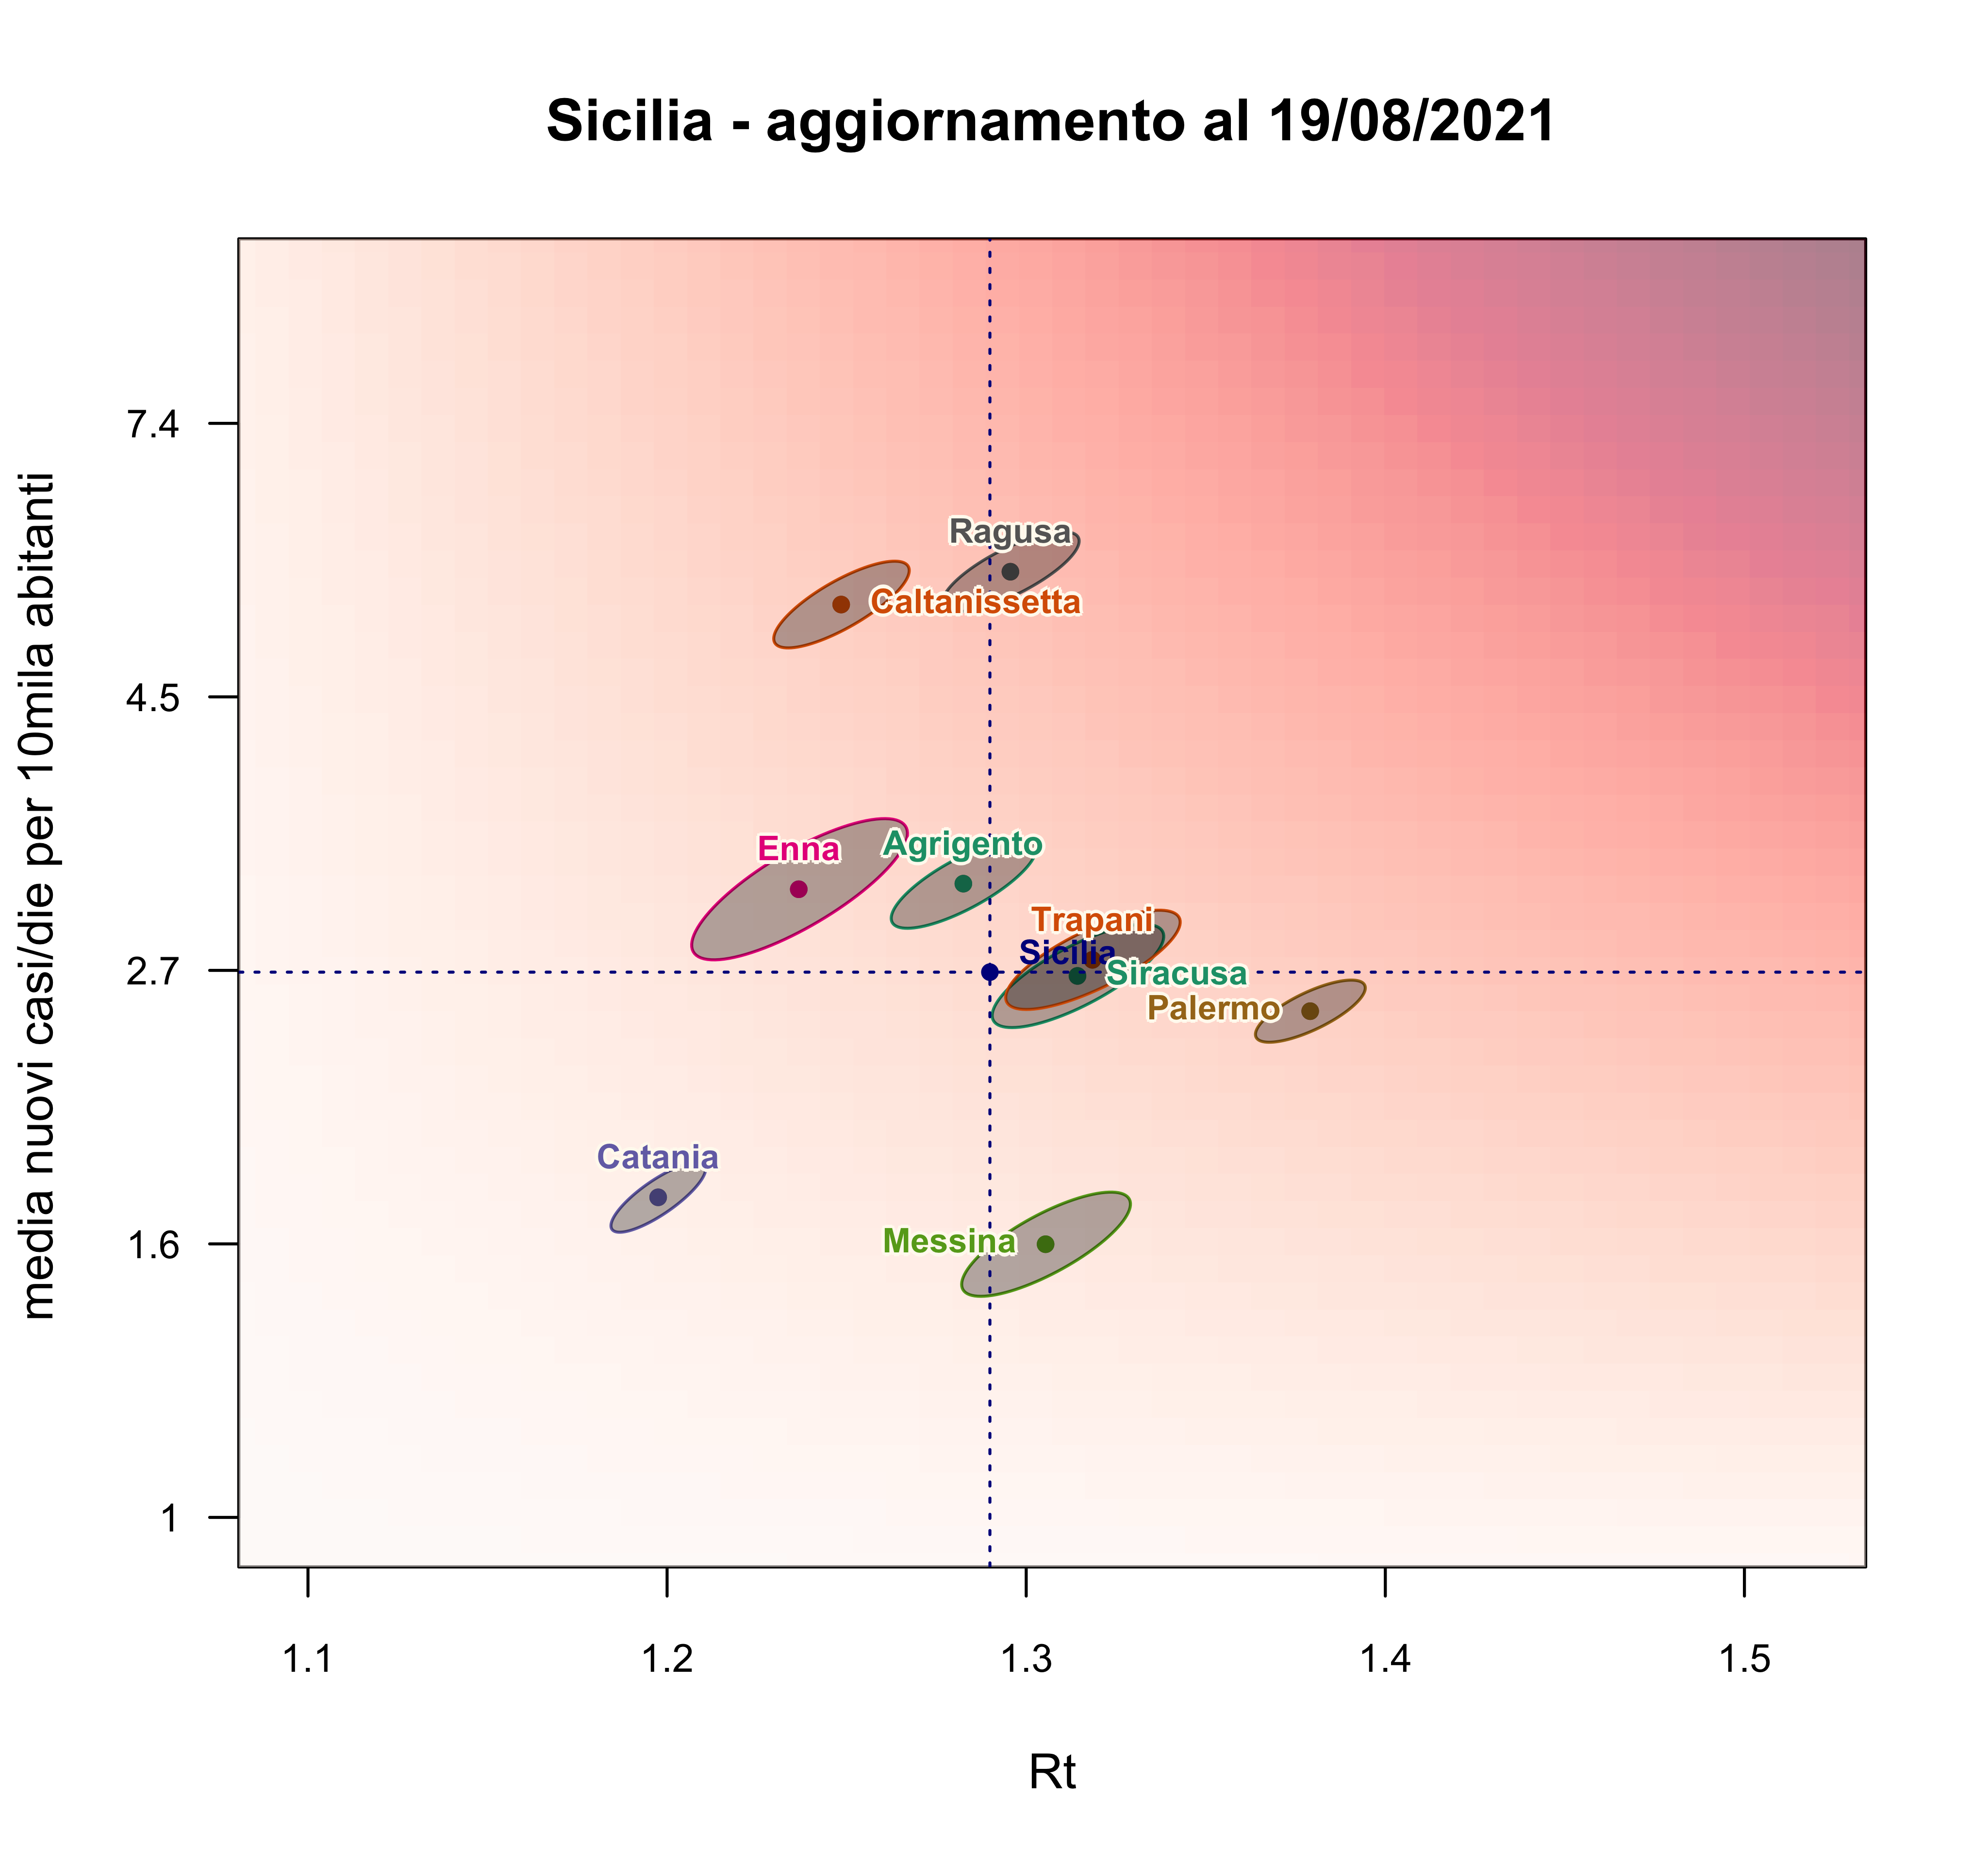 Sicilia - aggiornamento al 19/08/2021
media nuovi casi/die per 10mila abitanti
7.4
4.5
2.7
1.6
1
Ragusa
Caltanissetta
Enna
Agrigento
Trapani
Sicilia
Siracusa
Palermo
Catania
Messina
1.1
1.2
1.3
1.4
1.5
Rt